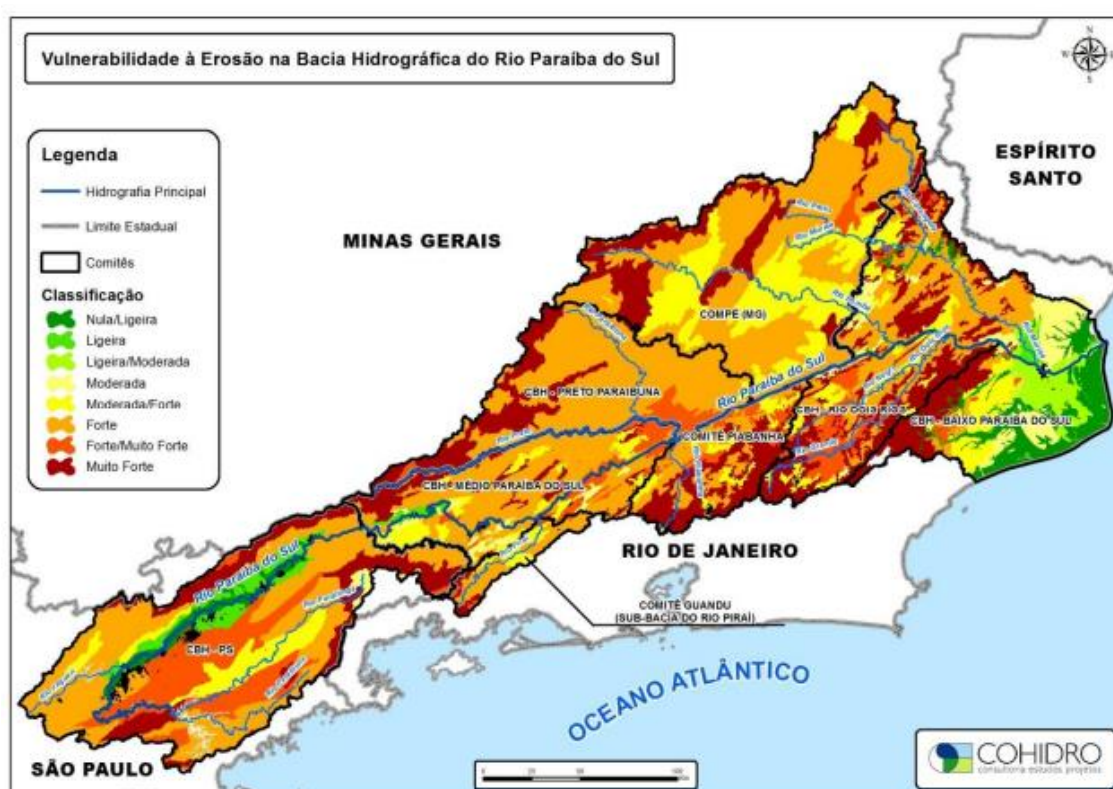 Vulnerabilidade à Erosão na Bacia Hidrográfica do Rio Paraíba do Sul
N
W
S
Legenda
Hidrografia Principal
Limite Estadual
Comitês
Classificação
Nula/Ligeira
Ligeira
Ligeira/Moderada
Moderada
Moderada/Forte
Forte
Forte/Muito Forte
Muito Forte
ESPÍRITO
SANTO
MINAS GERAIS
COMPÉ (MG)
Rio Paraíba do Sul
CBH - PRETO PARAIBUNA
COMITÊ PIABANHA
CBH - RIO DOIS RIOS
CBH - BAIXO PARAÍBA DO SUL
CBH - MÉDIO PARAÍBA DO SUL
RIO DE JANEIRO
Rio Paraíba do Sul
COMITÊ GUANDU
(SUB-BACIA DO RIO PIRAÍ)
CBH - PS
OCEANO ATLÂNTICO
SÃO PAULO
COHIDRO
consultoria estudos projetos